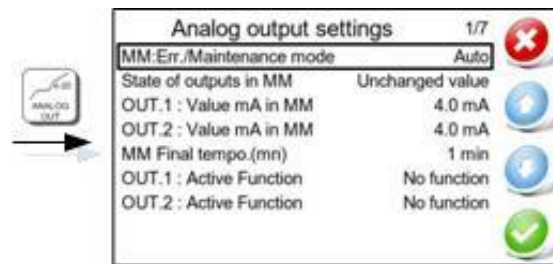 Analog output settings 1/7
MM:Err./Maintenance mode Auto
State of outputs in MM Unchanged value
OUT.1 : Value mA in MM 4.0 mA
OUT.2 : Value mA in MM 4.0 mA
MM Final tempo.(mn) 1 min
OUT.1 : Active Function No function
OUT.2 : Active Function No function
ANALOG
OUT